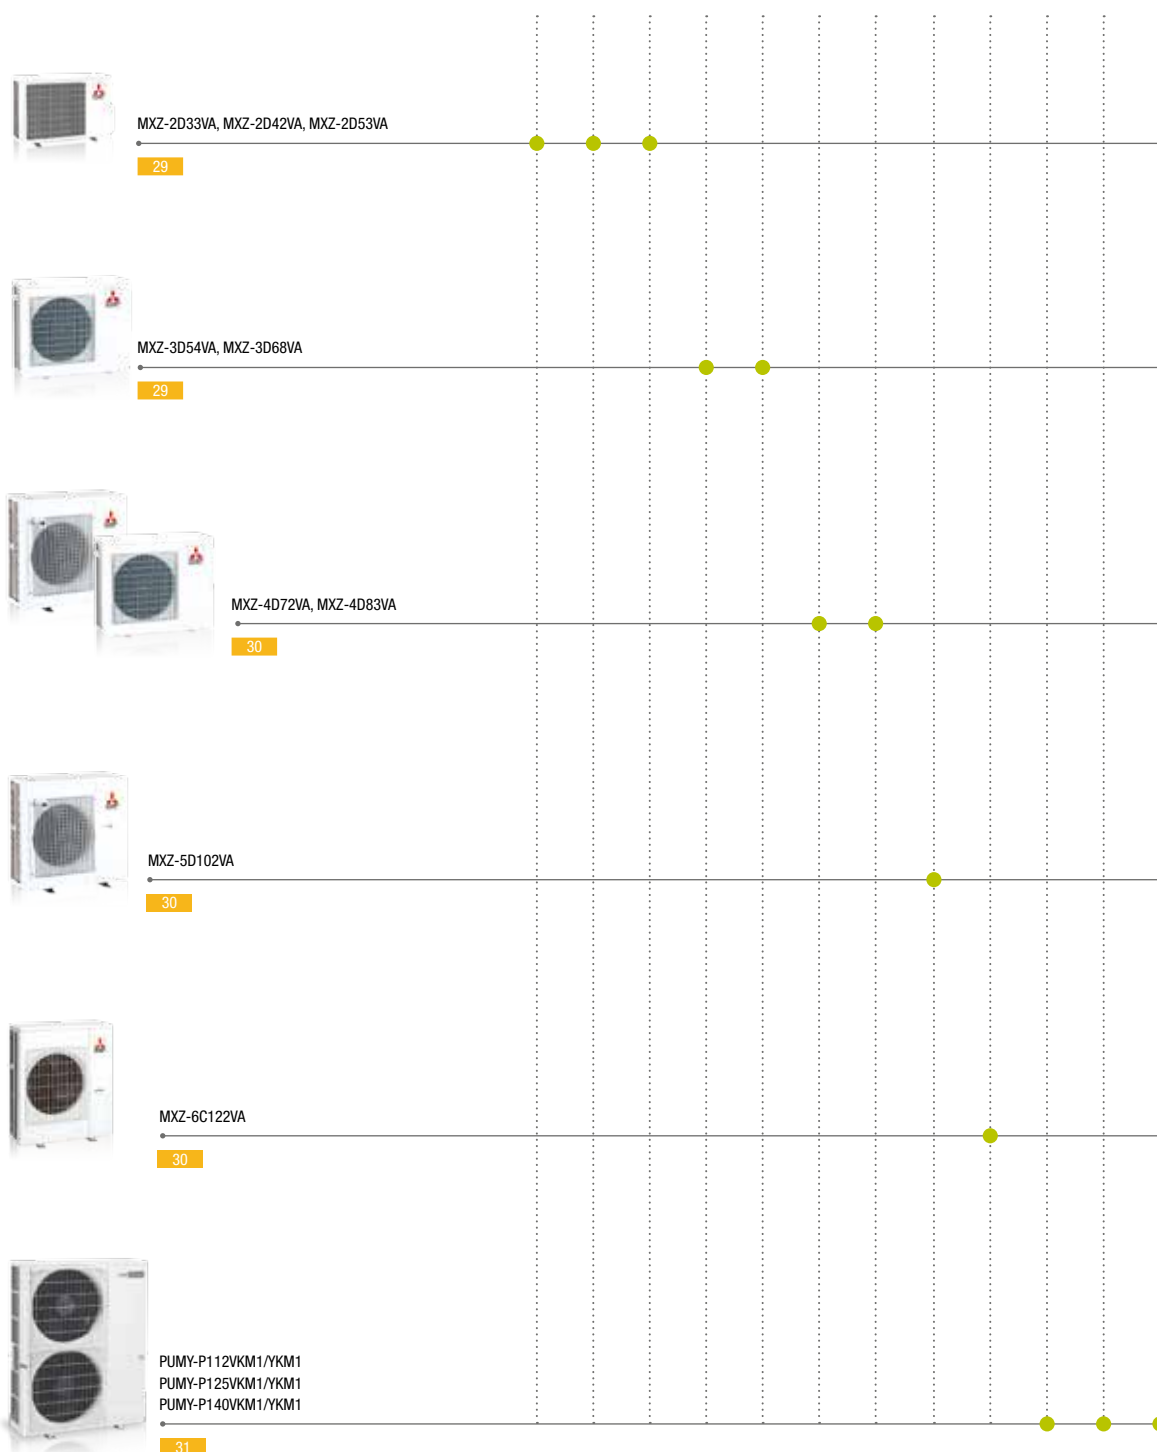 MXZ-2D33VA, MXZ-2D42VA, MXZ-2D53VA
29
MXZ-3D54VA, MXZ-3D68VA
29
MXZ-4D72VA, MXZ-4D83VA
30
MXZ-5D102VA
30
MXZ-6C122VA
30
PUMY-P112VKM1/YKM1
PUMY-P125VKM1/YKM1
PUMY-P140VKM1/YKM1
31